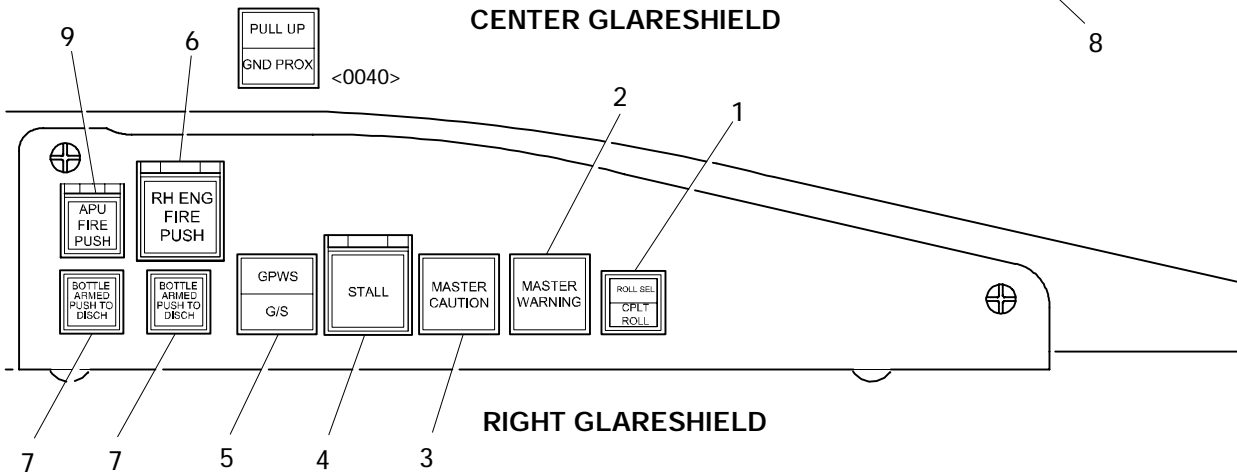 CENTER GLARESHIELD
8
PULL UP
GND PROX
<0040>
9
6
2
1
APU
FIRE
PUSH
RH ENG
FIRE
PUSH
BOTTLE
ARMED
PUSH TO
DISCH
BOTTLE
ARMED
PUSH TO
DISCH
GPWS
G/S
STALL
MASTER
CAUTION
MASTER
WARNING
ROLL SEL
CPLT
ROLL
7
7
5
4
3
RIGHT GLARESHIELD